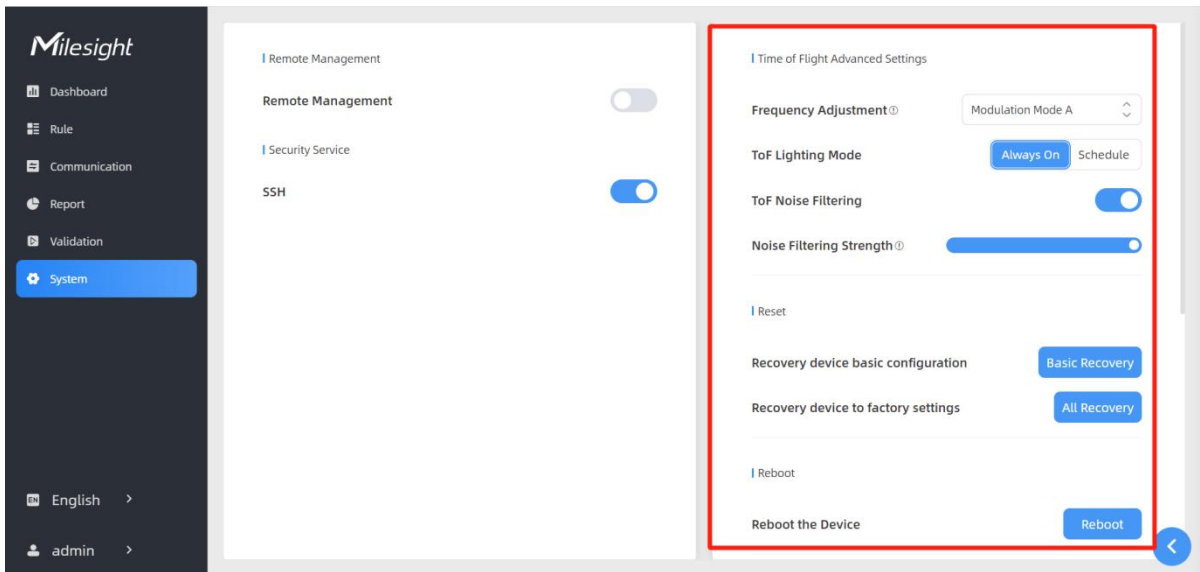 Milesight
Dashboard
Rule
Communication
Report
Validation
System
EN English
admin
Remote Management
Remote Management
Security Service
SSH
Time of Flight Advanced Settings
Frequency Adjustment Modulation Mode A
ToF Lighting Mode Always On Schedule
ToF Noise Filtering
Noise Filtering Strength
Reset
Recovery device basic configuration Basic Recovery
Recovery device to factory settings All Recovery
Reboot
Reboot the Device Reboot